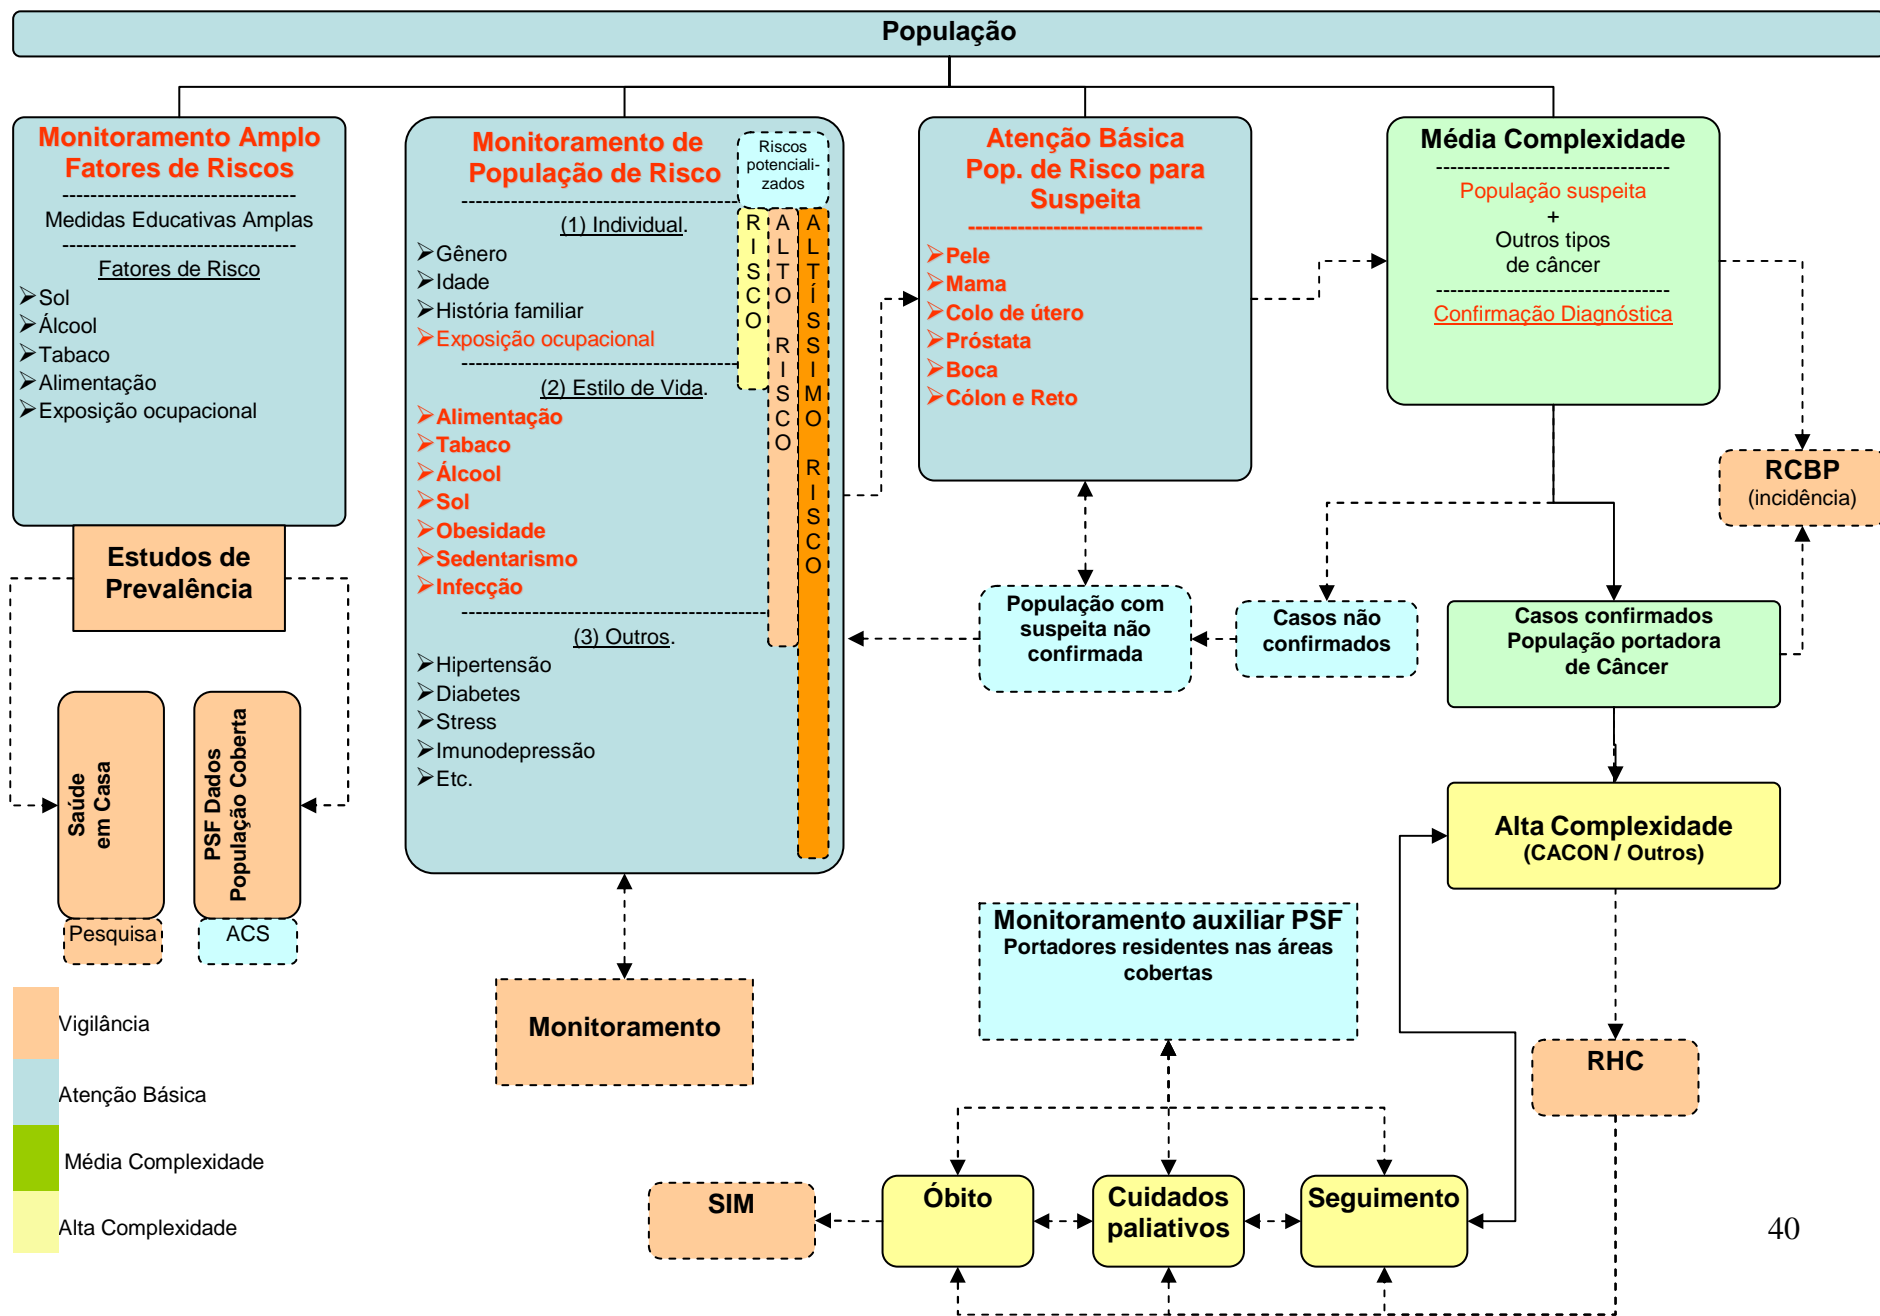 População
Monitoramento Amplo
Fatores de Riscos
Medidas Educativas Amplas
Fatores de Risco
Sol
Álcool
Tabaco
Alimentação
Exposição ocupacional
Estudos de
Prevalência
Saúde
em Casa
Pesquisa
PSF Dados
População Coberta
ACS
Monitoramento de
População de Risco
Riscos
potenciali-
zados
(1) Individual.
Gênero
Idade
História familiar
Exposição ocupacional
(2) Estilo de Vida.
Alimentação
Tabaco
Álcool
Sol
Obesidade
Sedentarismo
Infecção
(3) Outros.
Hipertensão
Diabetes
Stress
Imunodepressão
Etc.
RISCO
ALTO RISCO
ALTÍSSIMO RISCO
Monitoramento
Atenção Básica
Pop. de Risco para
Suspeita
Pele
Mama
Colo de útero
Próstata
Boca
Cólon e Reto
Média Complexidade
População suspeita
+
Outros tipos
de câncer
Confirmação Diagnóstica
RCBP
(incidência)
População com
suspeita não
confirmada
Casos não
confirmados
Casos confirmados
População portadora
de Câncer
Alta Complexidade
(CACON / Outros)
Monitoramento auxiliar PSF
Portadores residentes nas áreas
cobertas
RHC
SIM
Óbito
Cuidados
paliativos
Seguimento
Vigilância
Atenção Básica
Média Complexidade
Alta Complexidade
40